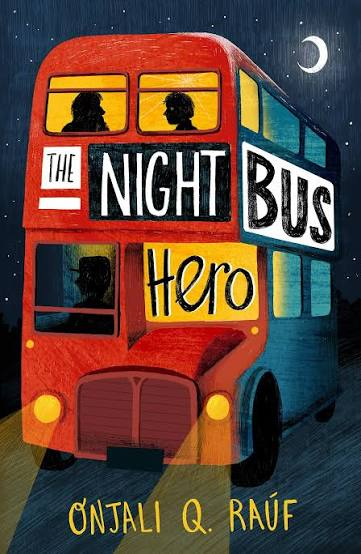 THE
NIGHT
BUS
Hero
ONJALI Q. RAÚF